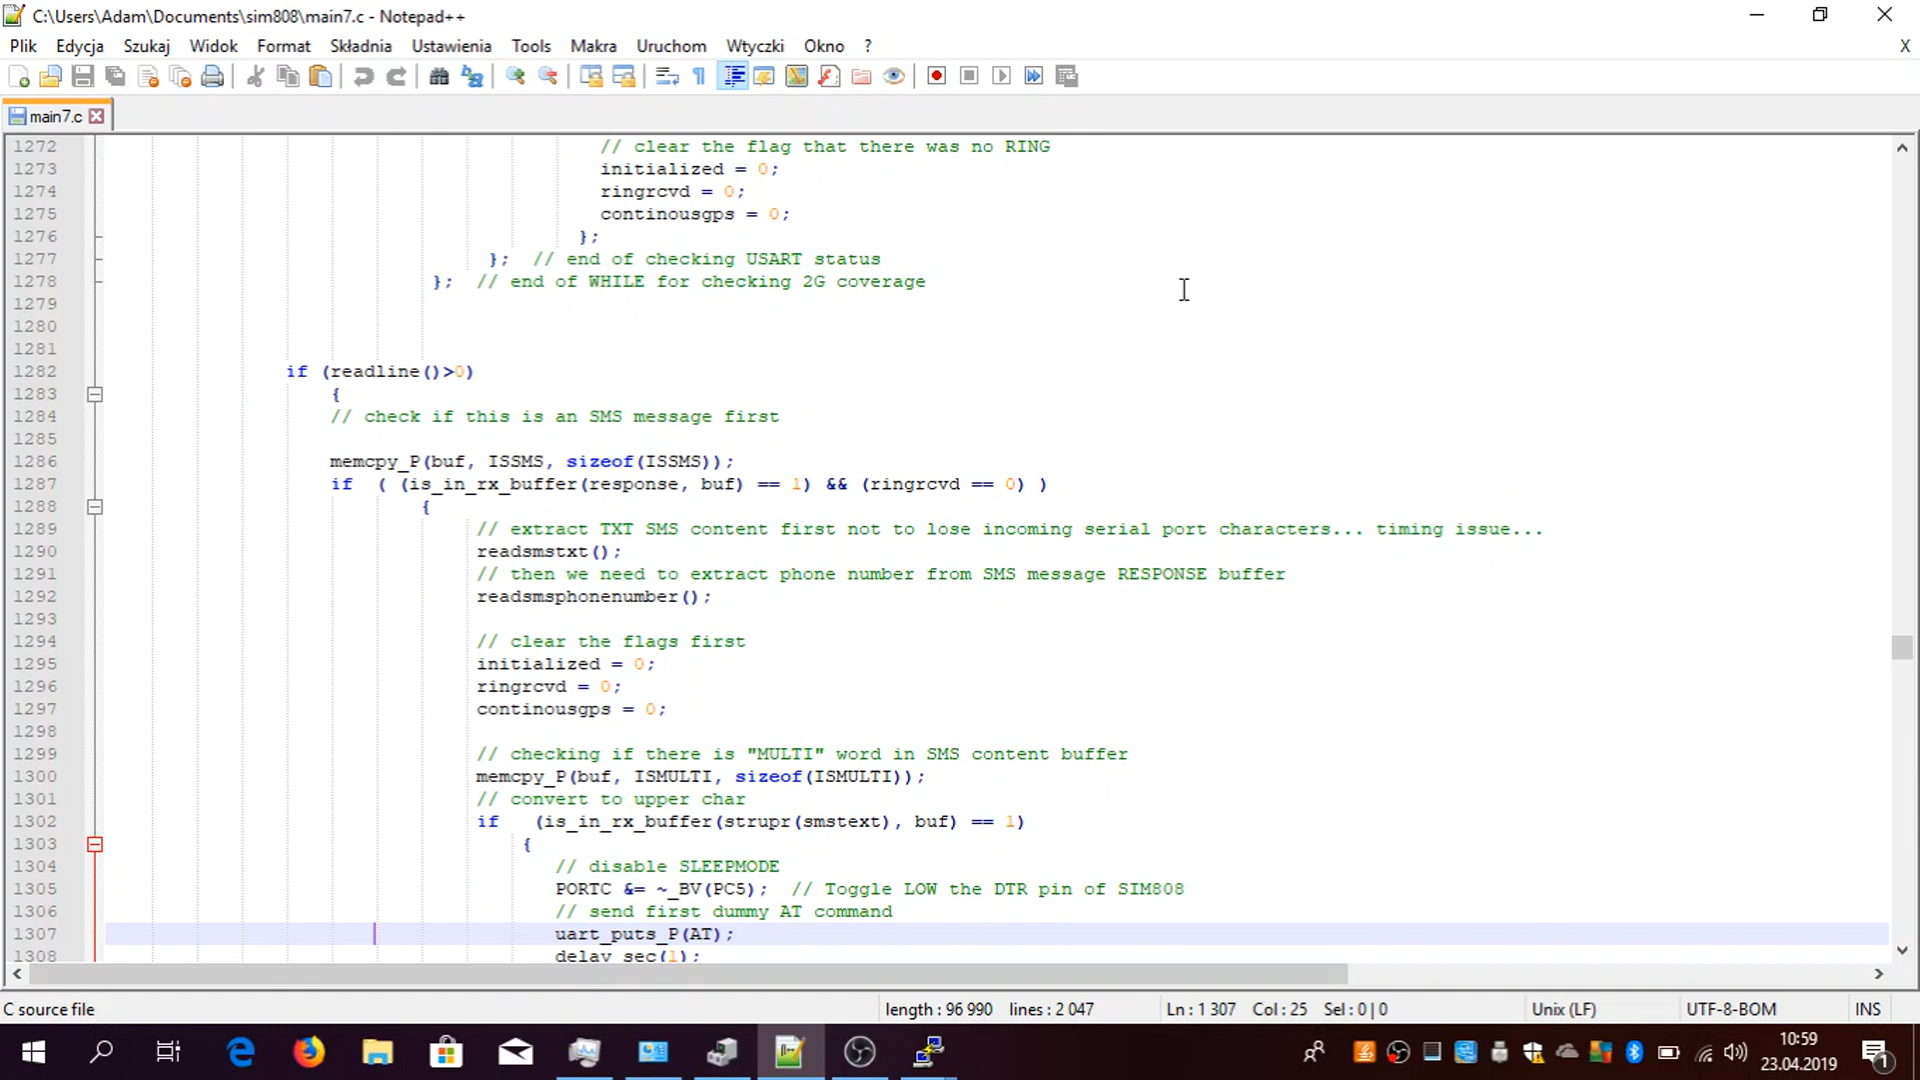 C:\Users\Adam\Documents\sim808\main7.c - Notepad++
Plik Edycja Szukaj Widok Format Składnia Ustawienia Tools Makra Uruchom Wtyczki Okno ? X
main7.c
1272 // clear the flag that there was no RING
1273 initialized = 0;
1274 ringrcvd = 0;
1275 continousgps = 0;
1276 };
1277 }; // end of checking USART status
1278 }; // end of WHILE for checking 2G coverage
1279
1280
1281
1282 if (readline()>0)
1283 {
1284 // check if this is an SMS message first
1285
1286 memcpy_P(buf, ISSMS, sizeof(ISSMS));
1287 if ( (is_in_rx_buffer(response, buf) == 1) && (ringrcvd == 0) )
1288 {
1289 // extract TXT SMS content first not to lose incoming serial port characters... timing issue...
1290 readsmstxt();
1291 // then we need to extract phone number from SMS message RESPONSE buffer
1292 readsmsphonenumber();
1293
1294 // clear the flags first
1295 initialized = 0;
1296 ringrcvd = 0;
1297 continousgps = 0;
1298
1299 // checking if there is "MULTI" word in SMS content buffer
1300 memcpy_P(buf, ISMULTI, sizeof(ISMULTI));
1301 // convert to upper char
1302 if (is_in_rx_buffer(strupr(smstext), buf) == 1)
1303 {
1304 // disable SLEEPMODE
1305 PORTC &= ~_BV(PC5); // Toggle LOW the DTR pin of SIM808
1306 // send first dummy AT command
1307 uart_puts_P(AT);
1308 delay_sec(1);
C source file length : 96 990 lines : 2 047 Ln : 1 307 Col : 25 Sel : 0 | 0 Unix (LF) UTF-8-BOM INS
10:59
23.04.2019
1